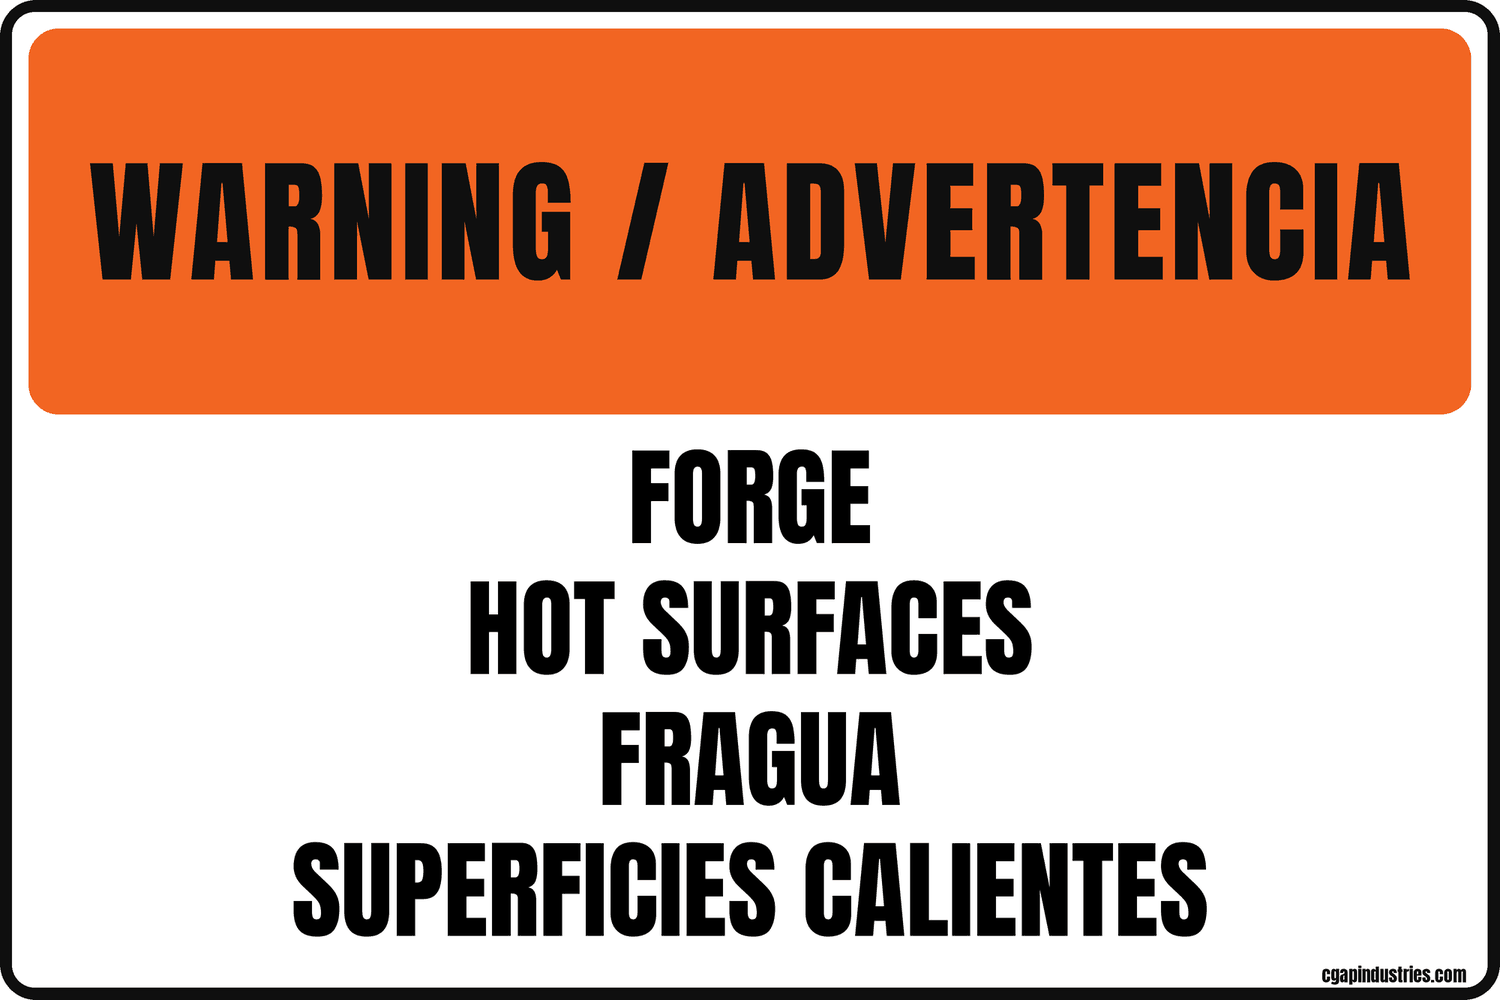 WARNING / ADVERTENCIA
FORGE
HOT SURFACES
FRAGUA
SUPERFICIES CALIENTES
cgapindustries.com